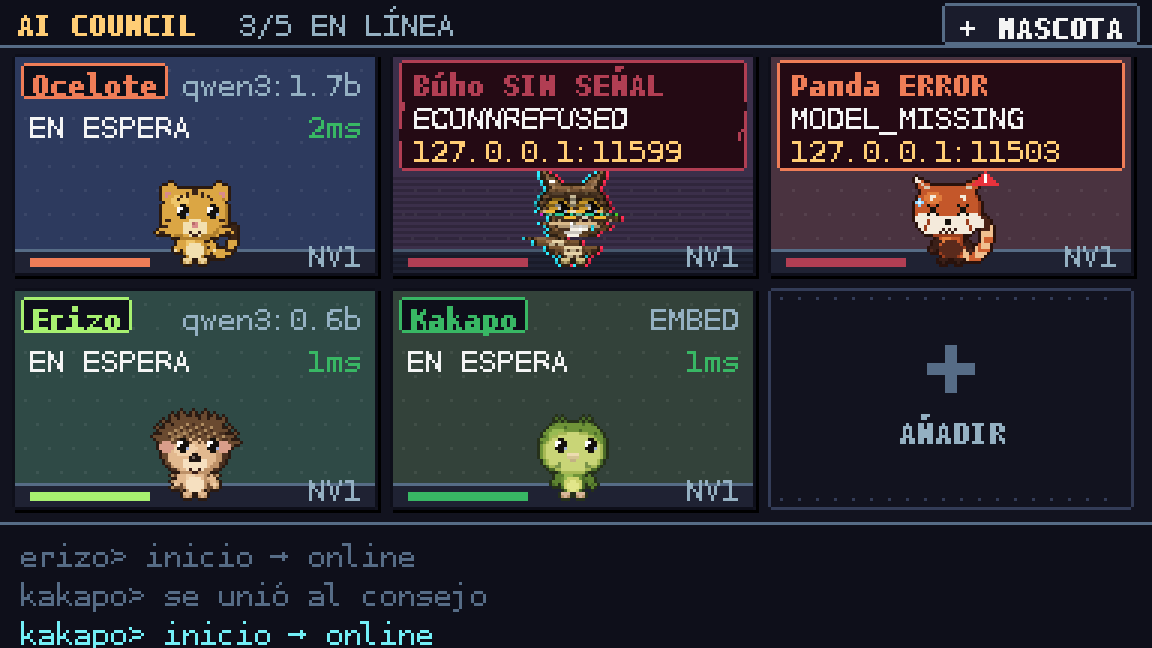 AI COUNCIL 3/5 EN LÍNEA + MASCOTA
Ocelote qwen3:1.7b
EN ESPERA 2ms
NV1
Búho SIN SEÑAL
ECONNREFUSED
127.0.0.1:11599
NV1
Panda ERROR
MODEL_MISSING
127.0.0.1:11503
NV1
Erizo qwen3:0.6b
EN ESPERA 1ms
NV1
Kakapo EMBED
EN ESPERA 1ms
NV1
+
AÑADIR
erizo> inicio → online
kakapo> se unió al consejo
kakapo> inicio → online